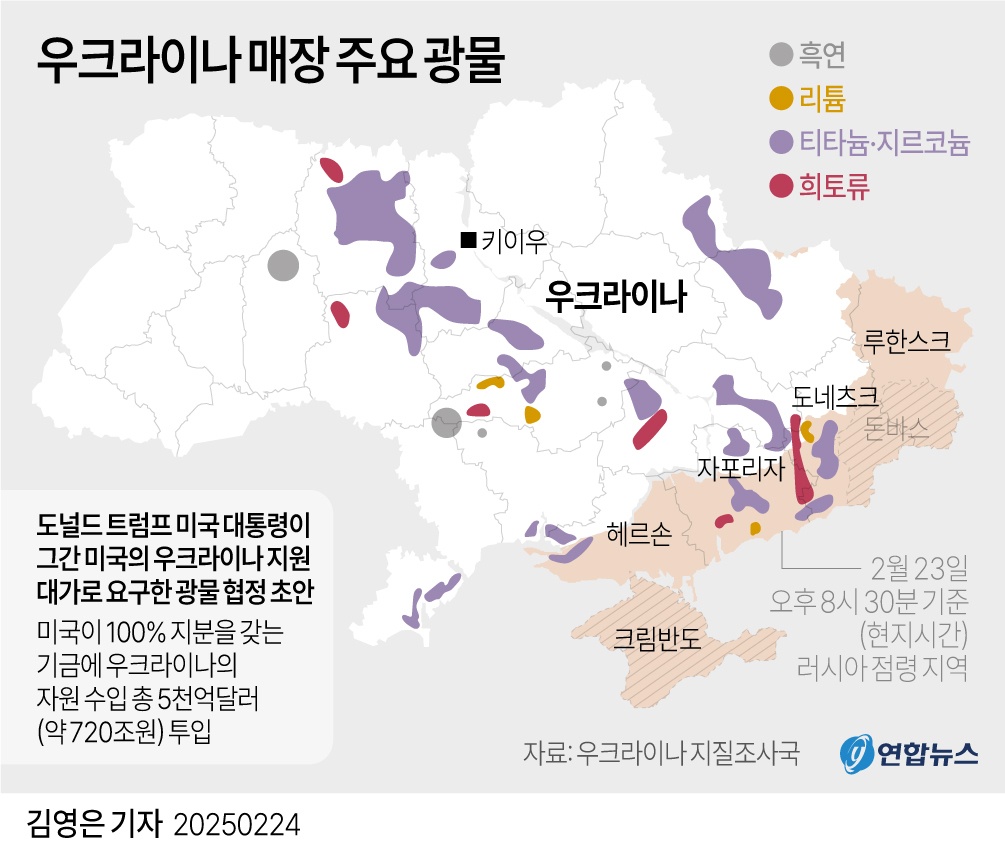 우크라이나 매장 주요 광물
흑연
리튬
티타늄·지르코늄
희토류
키이우
우크라이나
루한스크
도네츠크
돈바스
자포리자
헤르손
크림반도
도널드 트럼프 미국 대통령이
그간 미국의 우크라이나 지원
대가로 요구한 광물 협정 초안
미국이 100% 지분을 갖는
기금에 우크라이나의
자원 수입 총 5천억달러
(약 720조원) 투입
2월 23일
오후 8시 30분 기준
(현지시간)
러시아 점령 지역
자료: 우크라이나 지질조사국
연합뉴스
김영은 기자 20250224